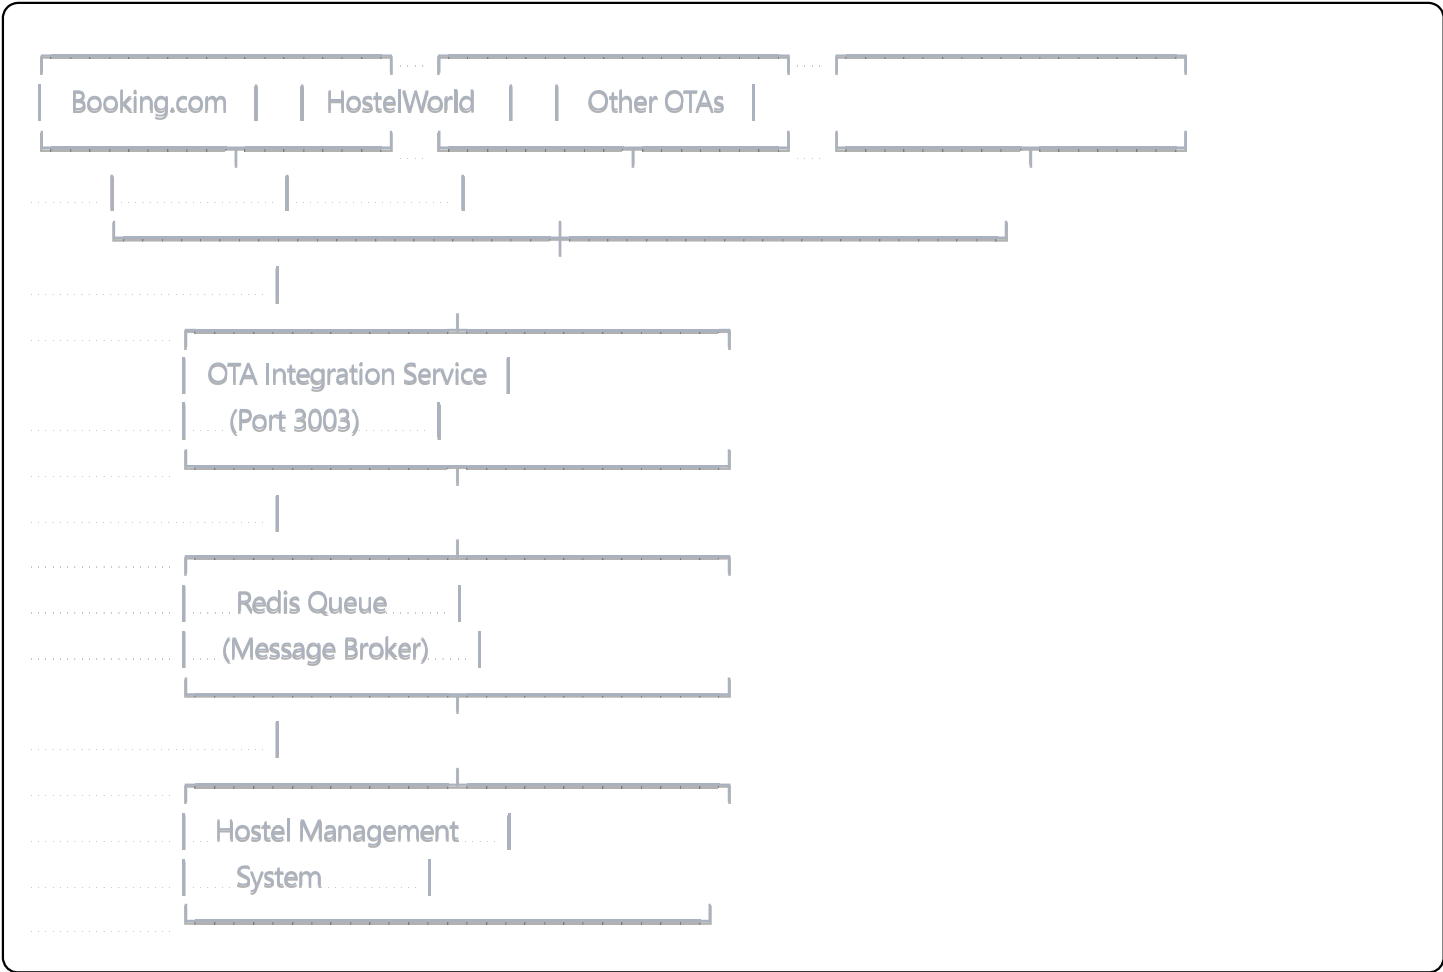 Booking.com HostelWorld Other OTAs
OTA Integration Service
(Port 3003)
Redis Queue
(Message Broker)
Hostel Management
System